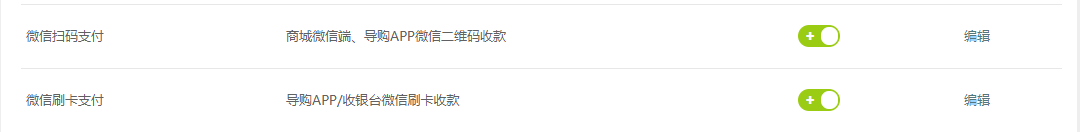 微信扫码支付 商城微信端、导购APP微信二维码收款 编辑
微信刷卡支付 导购APP/收银台微信刷卡收款 编辑